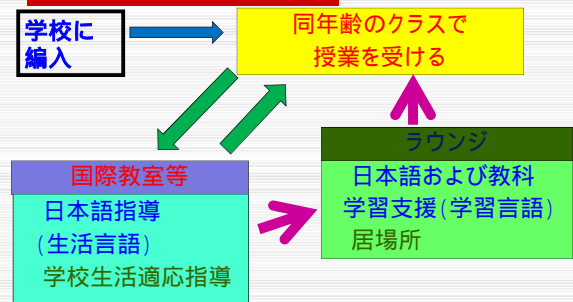 学校に
編入
同年齢のクラスで
授業を受ける
国際教室等
日本語指導
(生活言語)
学校生活適応指導
ラウンジ
日本語および教科
学習支援(学習言語)
居場所